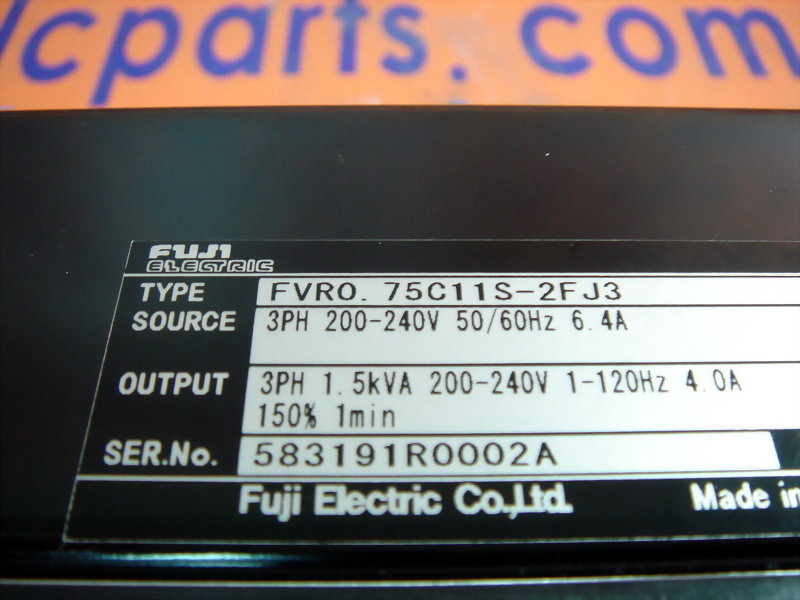 lcparts.com
FUJI
ELECTRIC
TYPE FVR0.75C11S-2FJ3
SOURCE 3PH 200-240V 50/60Hz 6.4A
OUTPUT 3PH 1.5kVA 200-240V 1-120Hz 4.0A
150% 1min
SER.No. 583191R0002A
Fuji Electric Co.,Ltd. Made in